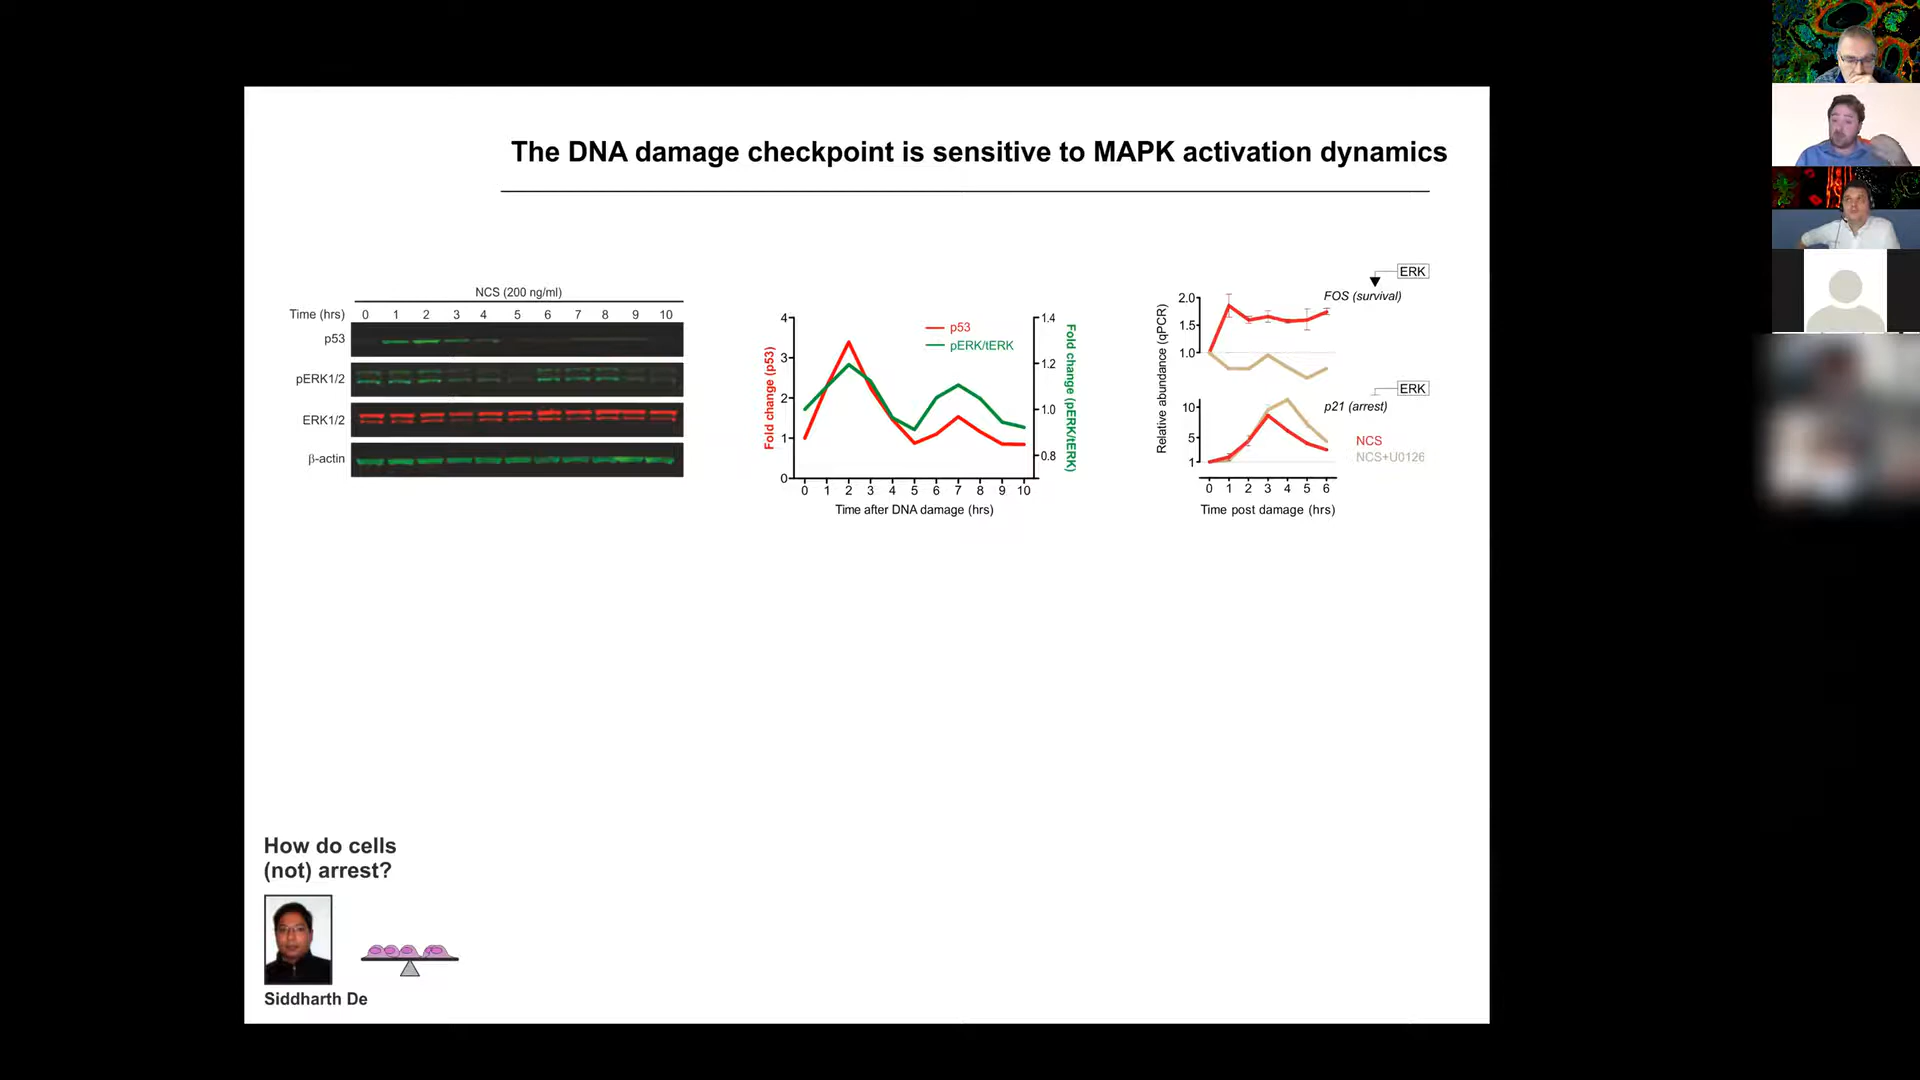 The DNA damage checkpoint is sensitive to MAPK activation dynamics
NCS (200 ng/ml)
Time (hrs) 0 1 2 3 4 5 6 7 8 9 10
p53
pERK1/2
ERK1/2
β-actin
4
3
2
1
0
Fold change (p53)
p53
pERK/tERK
1.4
1.2
1.0
0.8
Fold change (pERK/tERK)
0 1 2 3 4 5 6 7 8 9 10
Time after DNA damage (hrs)
ERK
FOS (survival)
2.0
1.5
1.0
Relative abundance (qPCR)
ERK
p21 (arrest)
10
5
1
NCS
NCS+U0126
0 1 2 3 4 5 6
Time post damage (hrs)
How do cells
(not) arrest?
Siddharth De